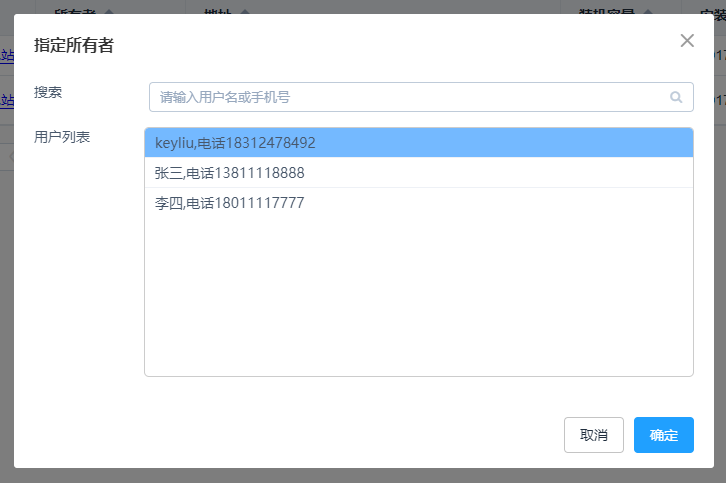 指定所有者
搜索
请输入用户名或手机号
用户列表
keyliu,电话18312478492
张三,电话13811118888
李四,电话18011117777
取消
确定